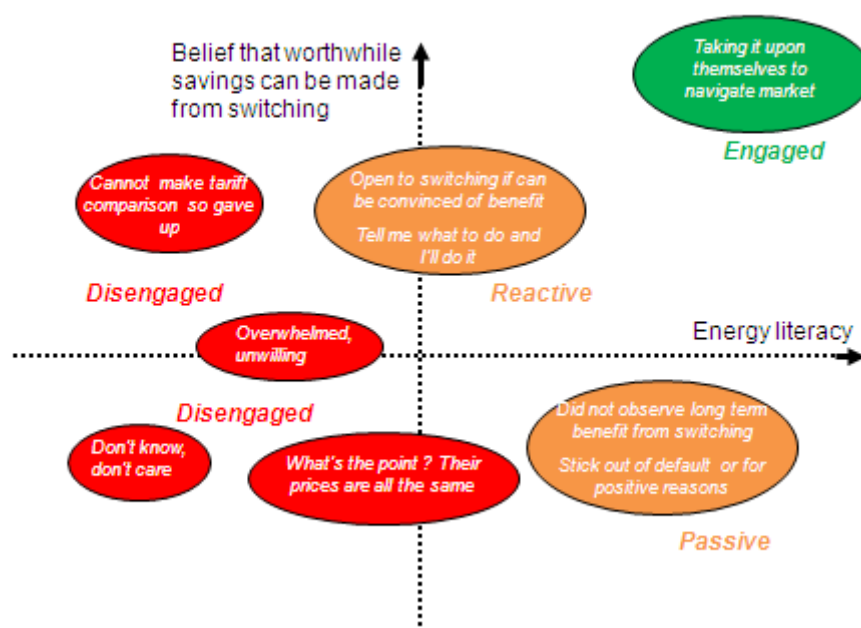 Belief that worthwhile
savings can be made
from switching
Taking it upon
themselves to
navigate market
Engaged
Cannot make tariff
comparison so gave
up
Open to switching if can
be convinced of benefit
Tell me what to do and
I'll do it
Disengaged
Reactive
Overwhelmed,
unwilling
Energy literacy
Disengaged
Don't know,
don't care
What's the point ? Their
prices are all the same
Did not observe long term
benefit from switching
Stick out of default or for
positive reasons
Passive